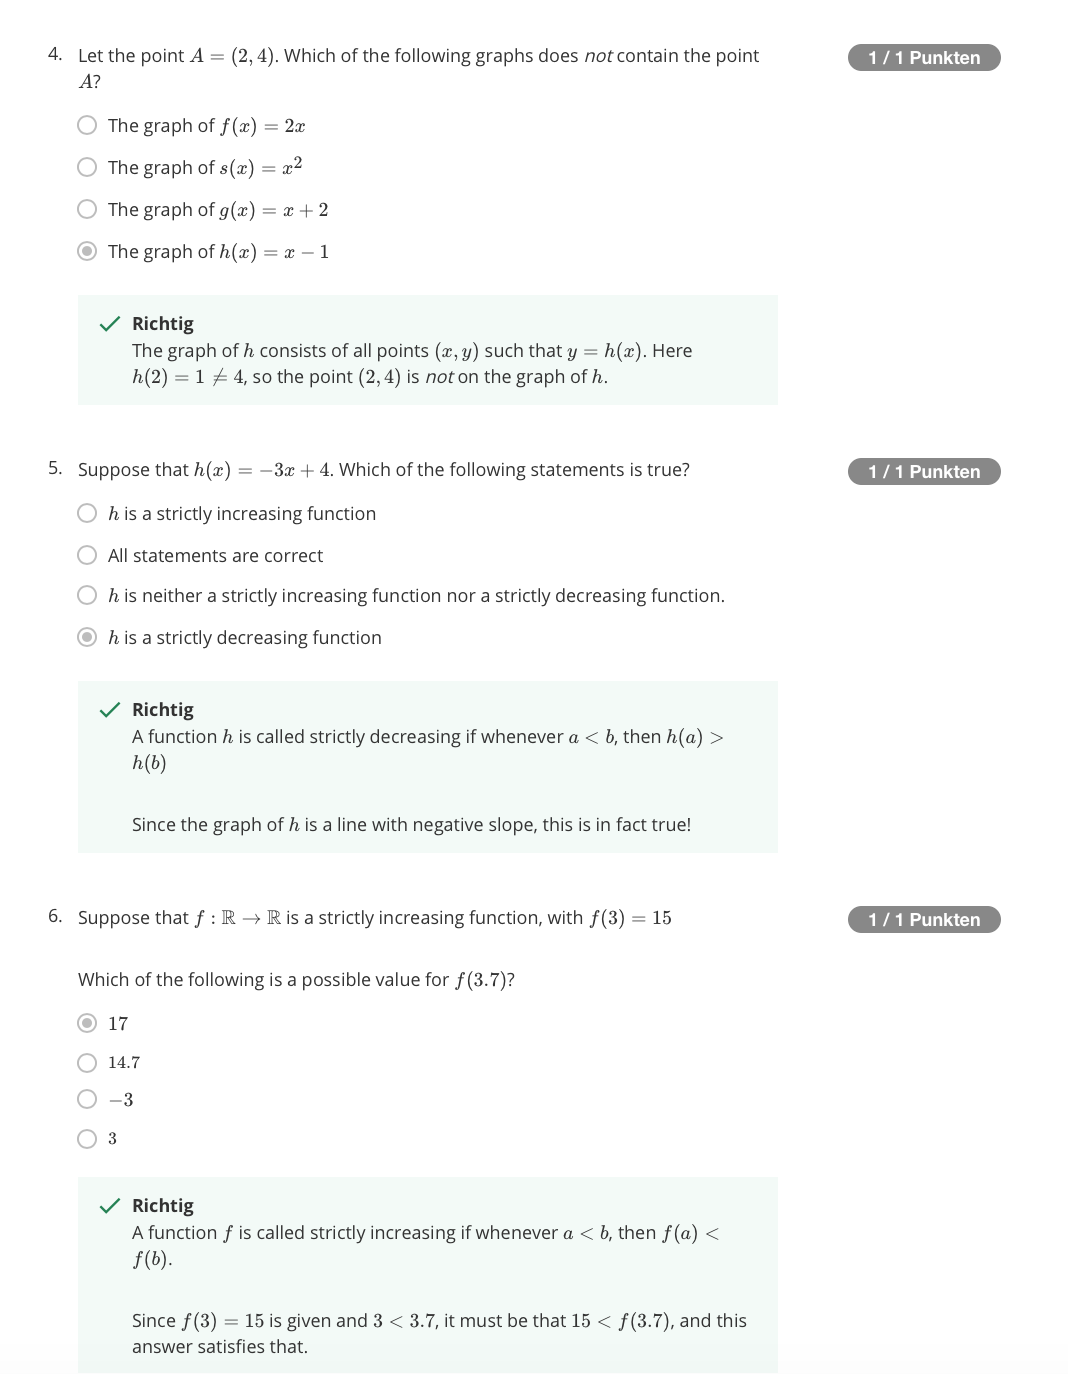 4. Let the point A = (2, 4). Which of the following graphs does not contain the point
A?
1 / 1 Punkten
The graph of f(x) = 2x
The graph of s(x) = x²
The graph of g(x) = x + 2
The graph of h(x) = x − 1
Richtig
The graph of h consists of all points (x, y) such that y = h(x). Here
h(2) = 1 ≠ 4, so the point (2, 4) is not on the graph of h.
5. Suppose that h(x) = −3x + 4. Which of the following statements is true?
1 / 1 Punkten
h is a strictly increasing function
All statements are correct
h is neither a strictly increasing function nor a strictly decreasing function.
h is a strictly decreasing function
Richtig
A function h is called strictly decreasing if whenever a < b, then h(a) >
h(b)
Since the graph of h is a line with negative slope, this is in fact true!
6. Suppose that f : ℝ → ℝ is a strictly increasing function, with f(3) = 15
1 / 1 Punkten
Which of the following is a possible value for f(3.7)?
17
14.7
−3
3
Richtig
A function f is called strictly increasing if whenever a < b, then f(a) <
f(b).
Since f(3) = 15 is given and 3 < 3.7, it must be that 15 < f(3.7), and this
answer satisfies that.